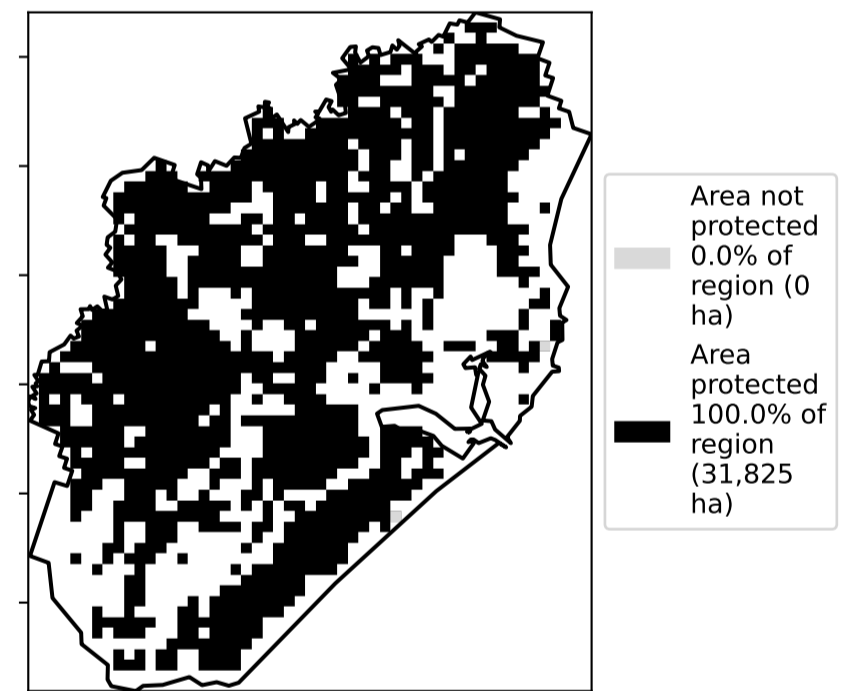 Area not
protected
0.0% of
region (0
ha)
Area
protected
100.0% of
region
(31,825
ha)